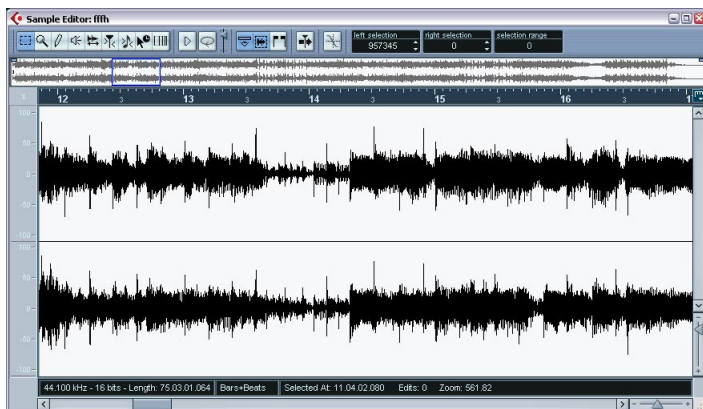 Sample Editor: fffh
left selection right selection selection range
957345 0 0
% 12 3 13 3 14 3 15 3 16 3 1
100
50
0
-50
-100
100
50
0
-50
-100
44.100 kHz - 16 bits - Length: 75.03.01.064 Bars+Beats Selected At: 11.04.02.080 Edits: 0 Zoom: 561.82